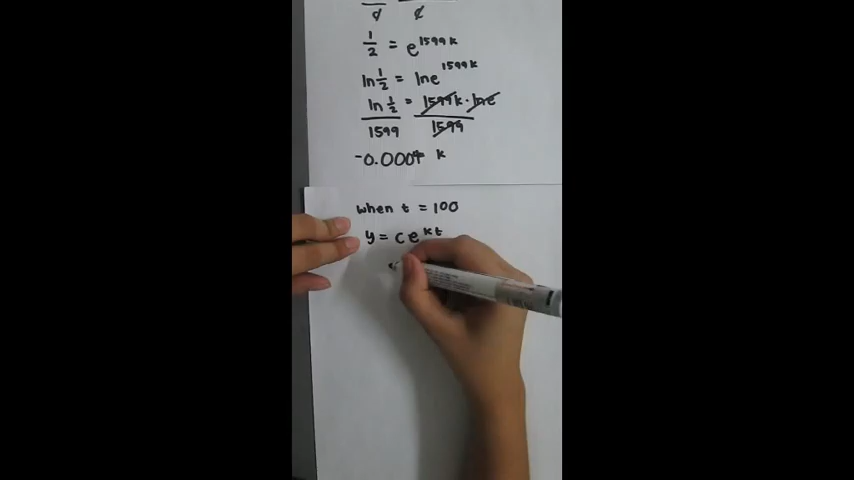 1/2 = e^1599k
ln 1/2 = ln e^1599k
ln 1/2 = 1599k · ln e
1599 1599
-0.0004 k
when t = 100
y = c e^kt